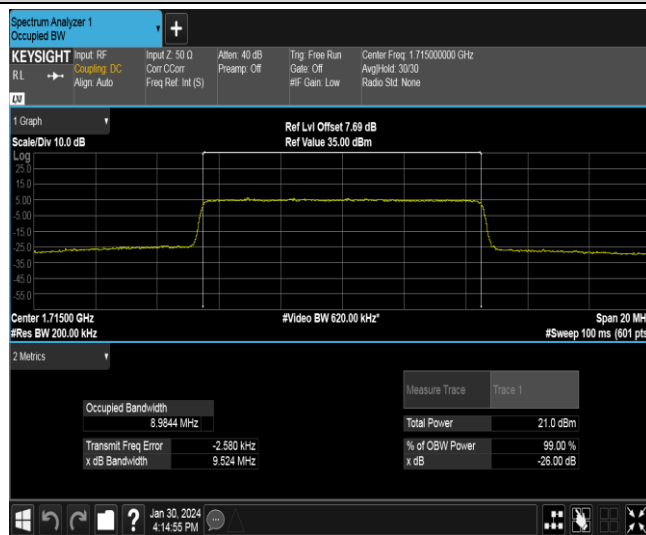 Spectrum Analyzer 1
Occupied BW
KEYSIGHT
RL
LXI
Input: RF
Coupling: DC
Align: Auto
Input Z: 50 Ω
Corr CCorr
Freq Ref: Int (S)
Atten: 40 dB
Preamp: Off
Trig: Free Run
Gate: Off
#IF Gain: Low
Center Freq: 1.715000000 GHz
Avg|Hold: 30/30
Radio Std: None
1 Graph
Scale/Div 10.0 dB
Ref Lvl Offset 7.69 dB
Ref Value 35.00 dBm
Log
25.0
15.0
5.00
-5.00
-15.0
-25.0
-35.0
-45.0
-55.0
Center 1.71500 GHz
#Res BW 200.00 kHz
#Video BW 620.00 kHz*
Span 20 MH
#Sweep 100 ms (601 pts
2 Metrics
Measure Trace Trace 1
Occupied Bandwidth
8.9844 MHz
Total Power 21.0 dBm
Transmit Freq Error -2.580 kHz
% of OBW Power 99.00 %
x dB Bandwidth 9.524 MHz
x dB -26.00 dB
?
Jan 30, 2024
4:14:55 PM